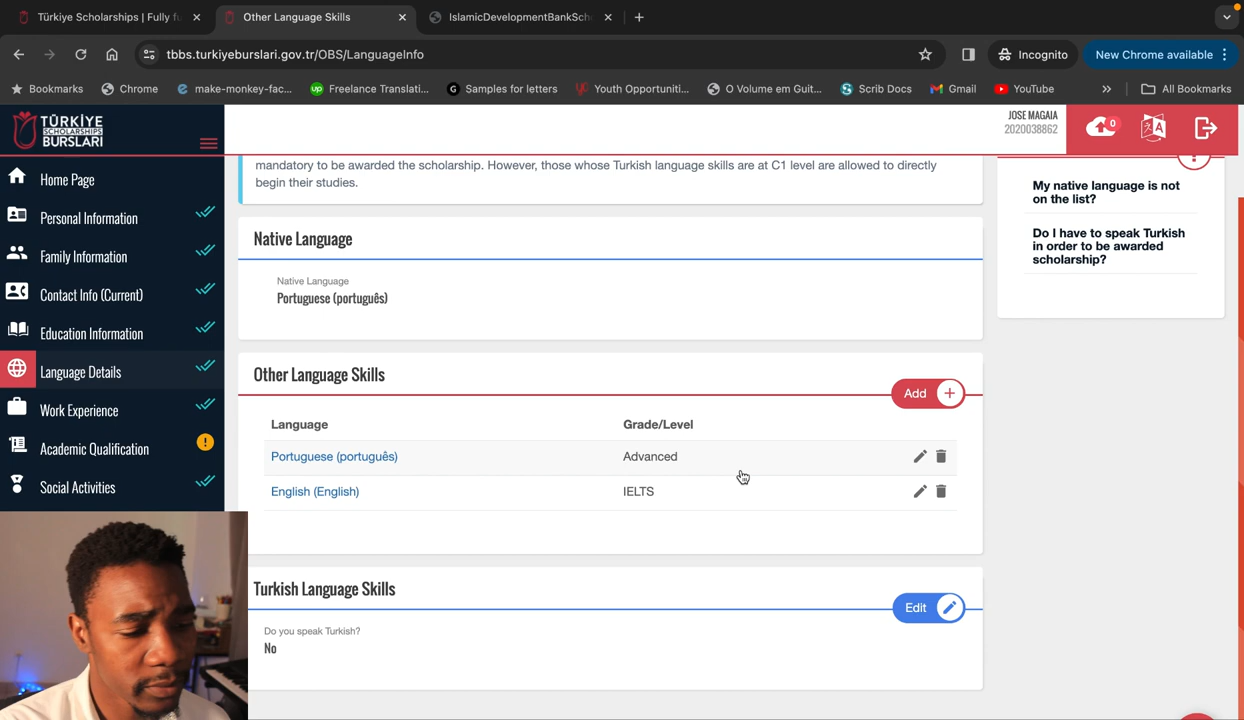 Türkiye Scholarships | Fully fu
Other Language Skills
IslamicDevelopmentBankSch
tbbs.turkiyeburslari.gov.tr/OBS/LanguageInfo
Incognito
New Chrome available
Bookmarks
Chrome
make-monkey-fac...
Freelance Translati...
Samples for letters
Youth Opportuniti...
O Volume em Guit...
Scrib Docs
Gmail
YouTube
All Bookmarks
TÜRKİYE
SCHOLARSHIPS
BURSLARI
JOSE MAGAIA
2020038862
0
Home Page
Personal Information
Family Information
Contact Info (Current)
Education Information
Language Details
Work Experience
Academic Qualification
Social Activities
mandatory to be awarded the scholarship. However, those whose Turkish language skills are at C1 level are allowed to directly
begin their studies.
Native Language
Native Language
Portuguese (português)
Other Language Skills
Add
Language Grade/Level
Portuguese (português) Advanced
English (English) IELTS
Turkish Language Skills
Edit
Do you speak Turkish?
No
My native language is not
on the list?
Do I have to speak Turkish
in order to be awarded
scholarship?